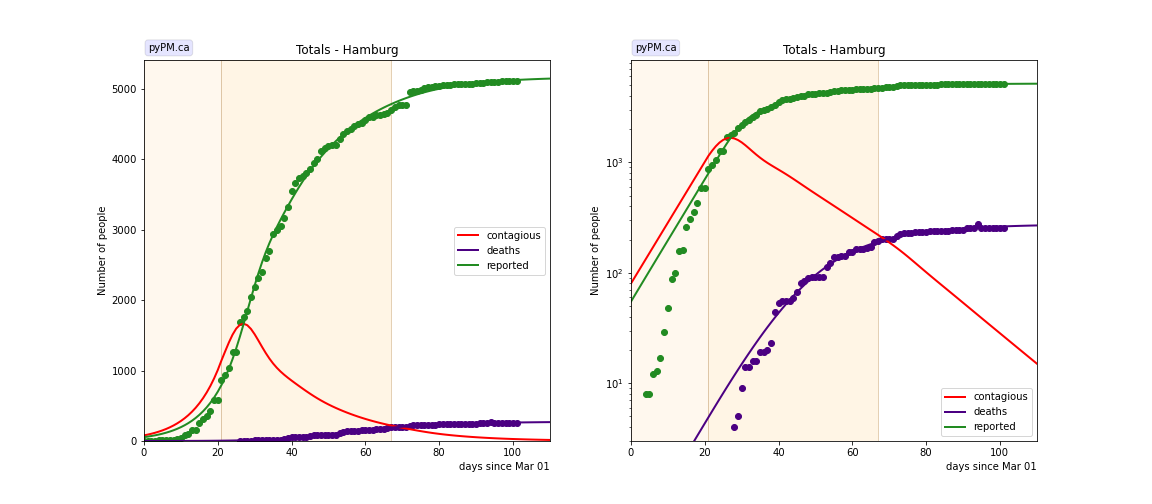 pyPM.ca
Totals - Hamburg
Number of people
5000
4000
3000
2000
1000
0
contagious
deaths
reported
0 20 40 60 80 100
days since Mar 01
pyPM.ca
Totals - Hamburg
Number of people
10³
10²
10¹
contagious
deaths
reported
0 20 40 60 80 100
days since Mar 01